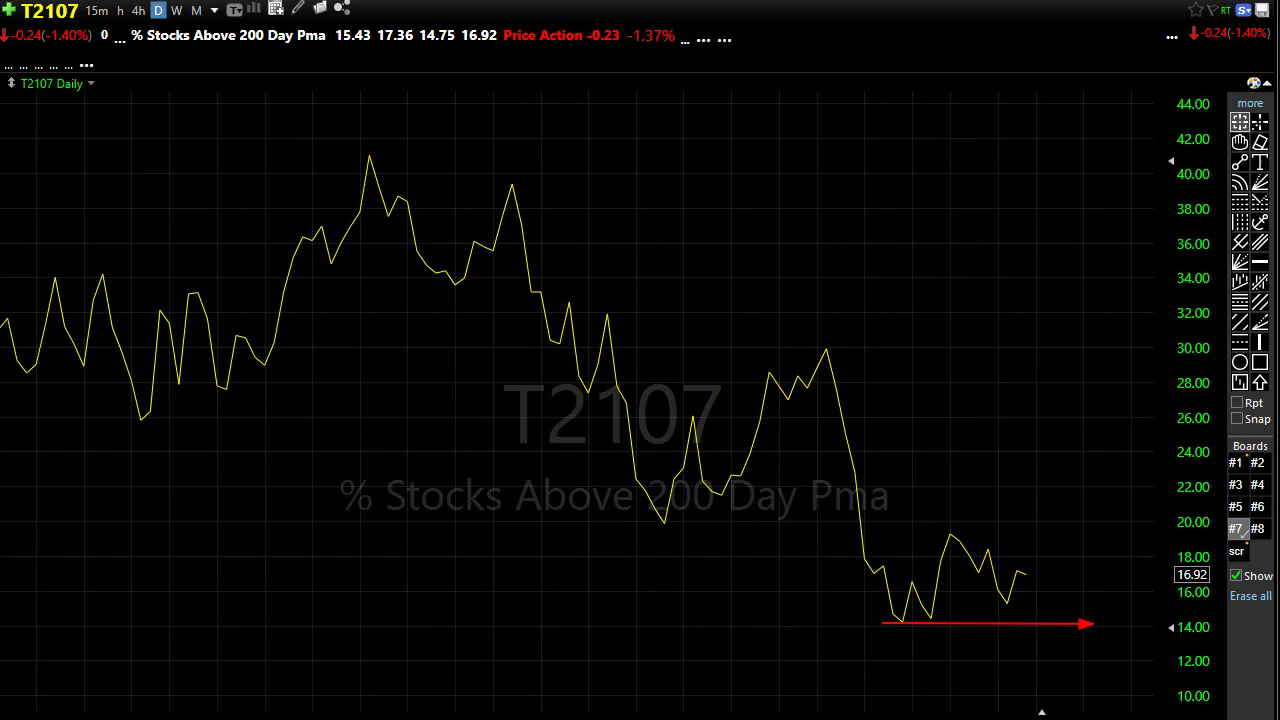 T2107 15m h 4h D W M T RT S
-0.24(-1.40%) 0 ... % Stocks Above 200 Day Pma 15.43 17.36 14.75 16.92 Price Action -0.23 -1.37% ... ... ... ... -0.24(-1.40%)
... ... ... ... ... ...
T2107 Daily
more
44.00
42.00
40.00
38.00
36.00
34.00
32.00
30.00
28.00
26.00
24.00
22.00
20.00
18.00
16.92
16.00
14.00
12.00
10.00
T2107
% Stocks Above 200 Day Pma
T
Rpt
Snap
Boards
#1 #2
#3 #4
#5 #6
#7 #8
scr
Show
Erase all